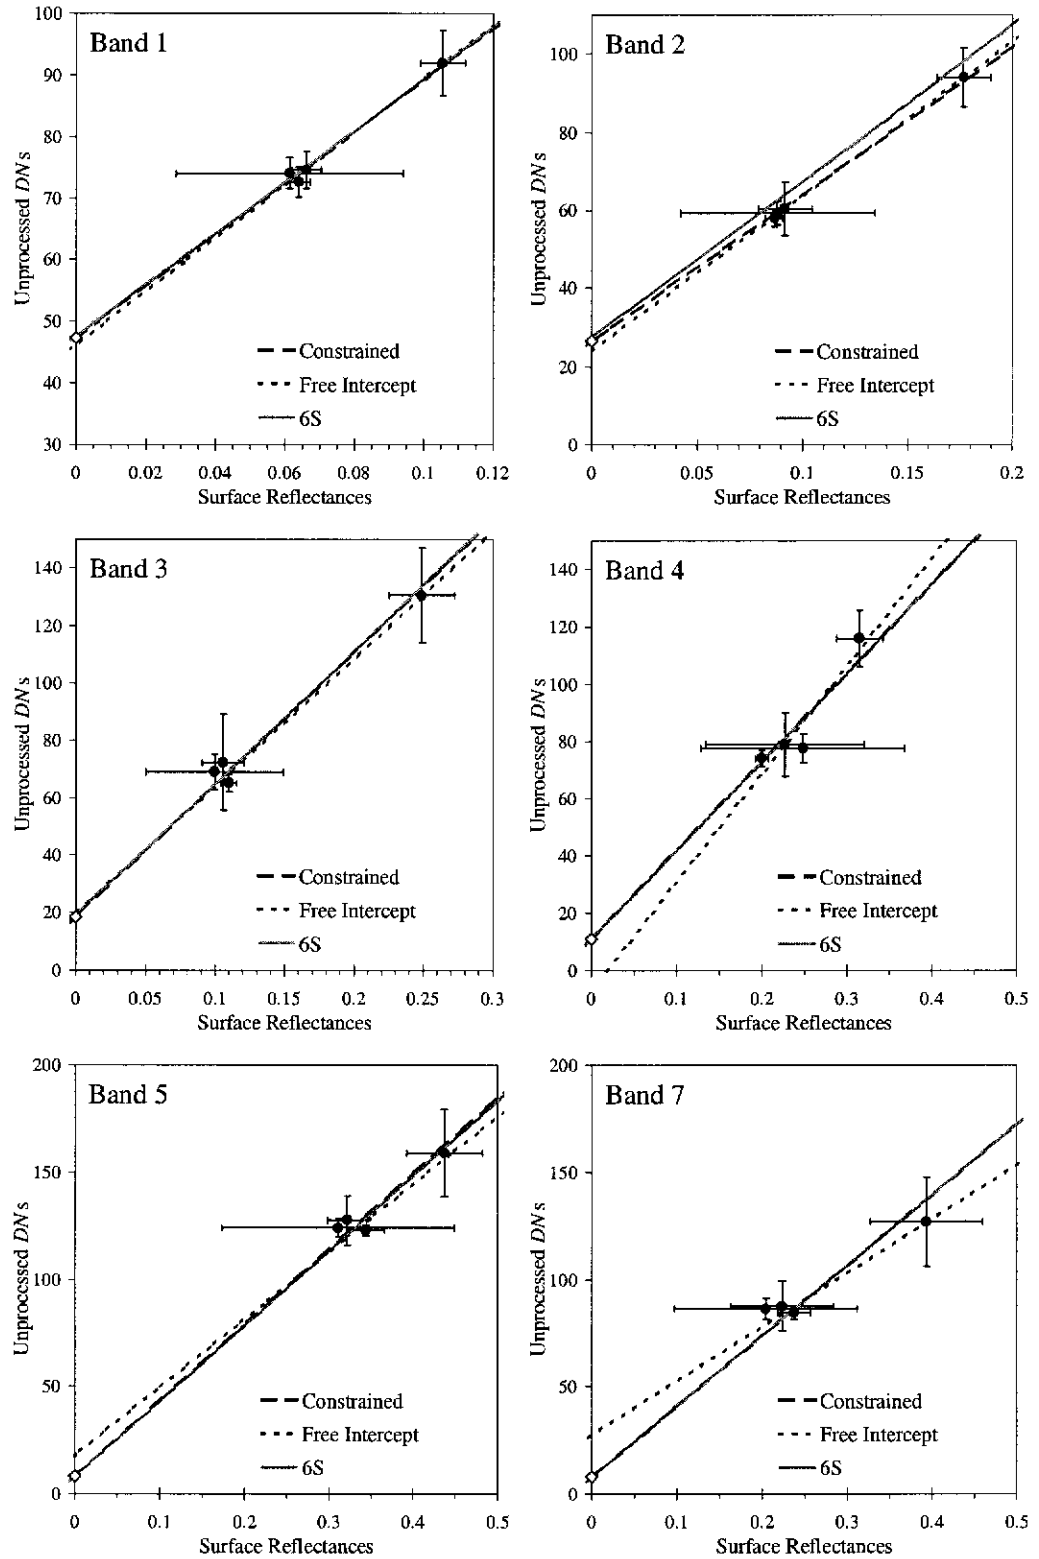 Band 1
100
90
80
70
60
50
40
30
Unprocessed DNs
Constrained
Free Intercept
6S
0
0.02
0.04
0.06
0.08
0.1
0.12
Surface Reflectances
Band 2
100
80
60
40
20
0
Unprocessed DNs
Constrained
Free Intercept
6S
0
0.05
0.1
0.15
0.2
Surface Reflectances
Band 3
140
120
100
80
60
40
20
0
Unprocessed DNs
Constrained
Free Intercept
6S
0
0.05
0.1
0.15
0.2
0.25
0.3
Surface Reflectances
Band 4
140
120
100
80
60
40
20
0
Unprocessed DNs
Constrained
Free Intercept
6S
0
0.1
0.2
0.3
0.4
0.5
Surface Reflectances
Band 5
200
150
100
50
0
Unprocessed DNs
Constrained
Free Intercept
6S
0
0.1
0.2
0.3
0.4
0.5
Surface Reflectances
Band 7
200
150
100
50
0
Unprocessed DNs
Constrained
Free Intercept
6S
0
0.1
0.2
0.3
0.4
0.5
Surface Reflectances